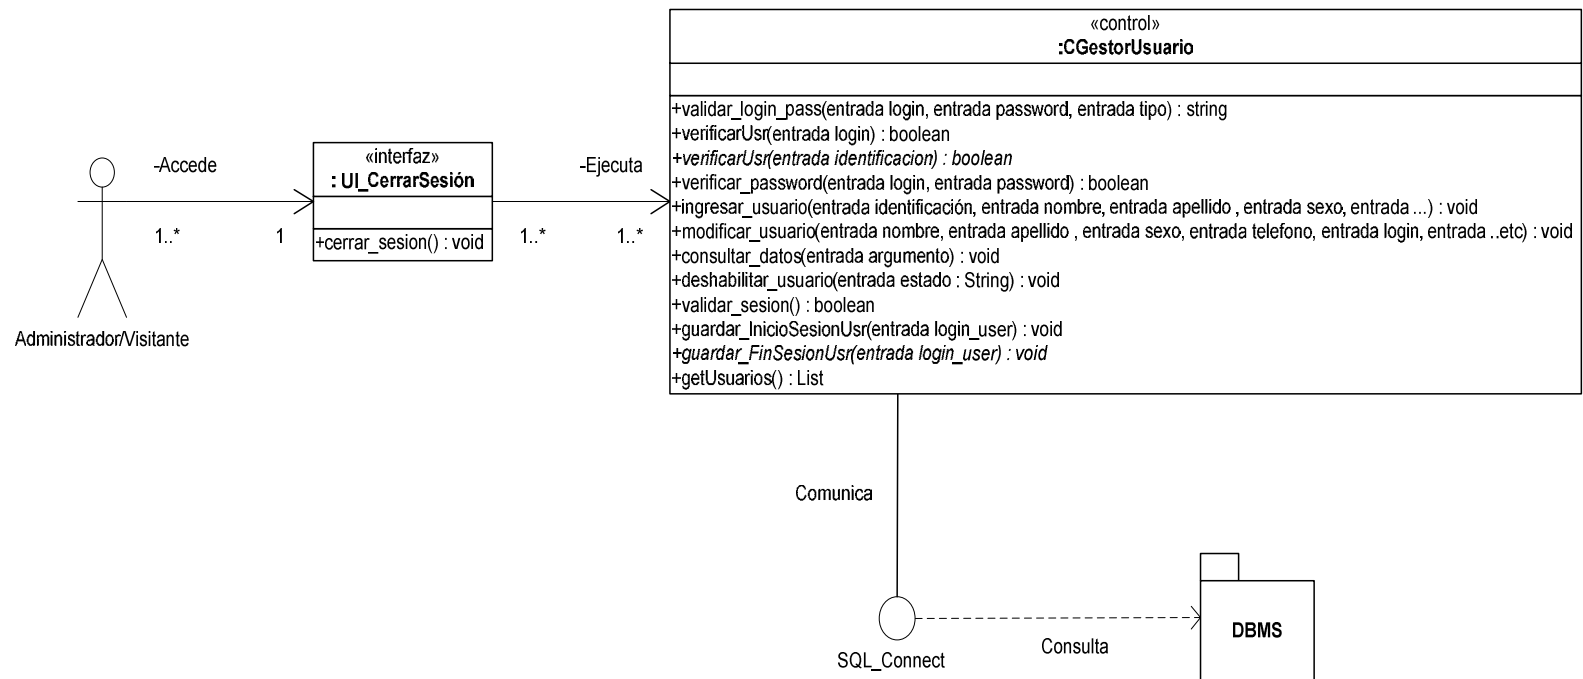 «control»
:CGestorUsuario
+validar_login_pass(entrada login, entrada password, entrada tipo) : string
+verificarUsr(entrada login) : boolean
+verificarUsr(entrada identificacion) : boolean
+verificar_password(entrada login, entrada password) : boolean
+ingresar_usuario(entrada identificación, entrada nombre, entrada apellido , entrada sexo, entrada ...) : void
+modificar_usuario(entrada nombre, entrada apellido , entrada sexo, entrada telefono, entrada login, entrada ..etc) : void
+consultar_datos(entrada argumento) : void
+deshabilitar_usuario(entrada estado : String) : void
+validar_sesion() : boolean
+guardar_InicioSesionUsr(entrada login_user) : void
+guardar_FinSesionUsr(entrada login_user) : void
+getUsuarios() : List
-Accede
1..*
1
«interfaz»
: UI_CerrarSesión
+cerrar_sesion() : void
-Ejecuta
1..*
1..*
Administrador/Visitante
Comunica
SQL_Connect
Consulta
DBMS